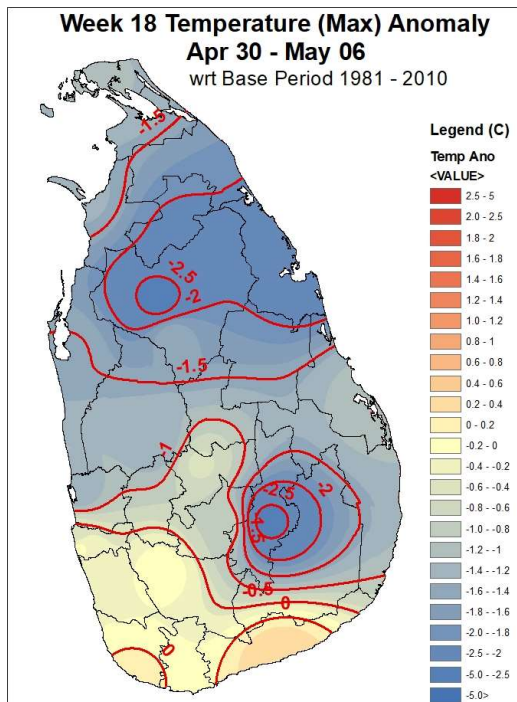 Week 18 Temperature (Max) Anomaly
Apr 30 - May 06
wrt Base Period 1981 - 2010
Legend (C)
Temp Ano
<VALUE>
2.5 - 5
2.0 - 2.5
1.8 - 2
1.6 - 1.8
1.4 - 1.6
1.2 - 1.4
1.0 - 1.2
0.8 - 1
0.6 - 0.8
0.4 - 0.6
0.2 - 0.4
0 - 0.2
-0.2 - 0
-0.4 - -0.2
-0.6 - -0.4
-0.8 - -0.6
-1.0 - -0.8
-1.2 - -1
-1.4 - -1.2
-1.6 - -1.4
-1.8 - -1.6
-2.0 - -1.8
-2.5 - -2
-5.0 - -2.5
-5.0>
-1.5
-2.5
-2
-1.5
-1
-2.5
-2
-1.5
-0.5
0
0